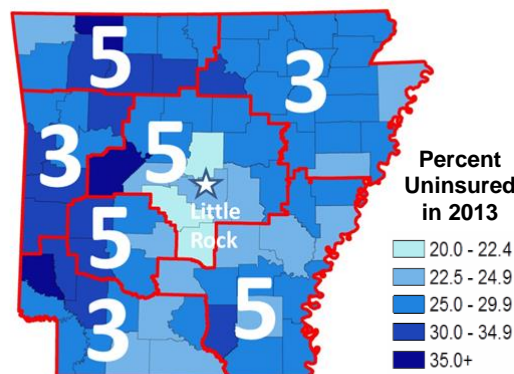 5
3
3
5
Little
Rock
5
3
5
Percent
Uninsured
in 2013
20.0 - 22.4
22.5 - 24.9
25.0 - 29.9
30.0 - 34.9
35.0+